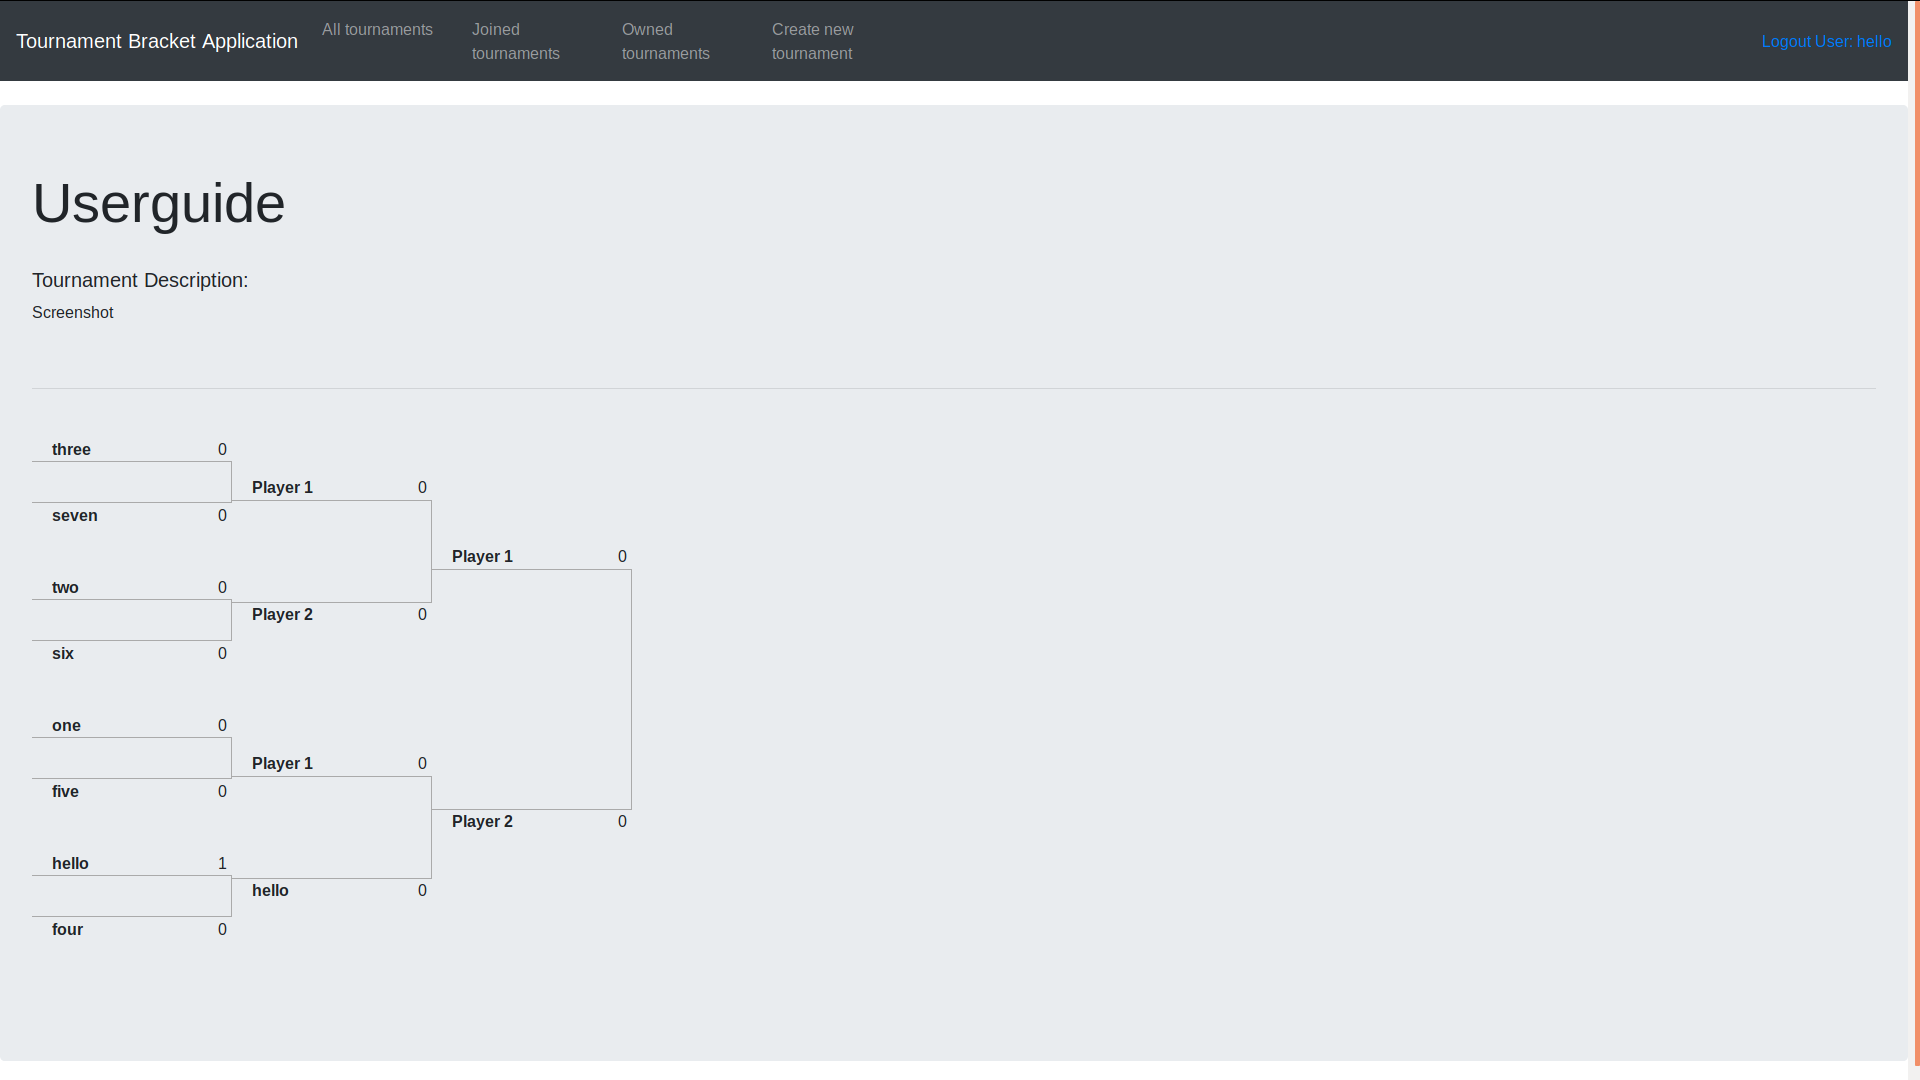 Tournament Bracket Application
All tournaments
Joined
tournaments
Owned
tournaments
Create new
tournament
Logout User: hello
Userguide
Tournament Description:
Screenshot
three 0
seven 0
two 0
six 0
one 0
five 0
hello 1
four 0
Player 1 0
Player 2 0
Player 1 0
hello 0
Player 1 0
Player 2 0